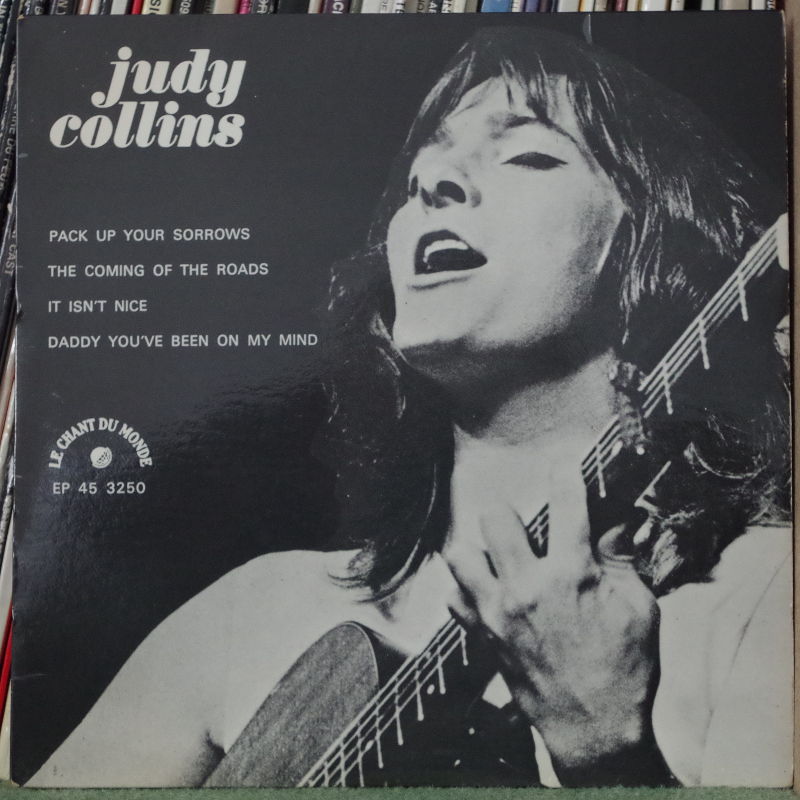 judy
collins
PACK UP YOUR SORROWS
THE COMING OF THE ROADS
IT ISN'T NICE
DADDY YOU'VE BEEN ON MY MIND
LE CHANT DU MONDE
EP 45 3250